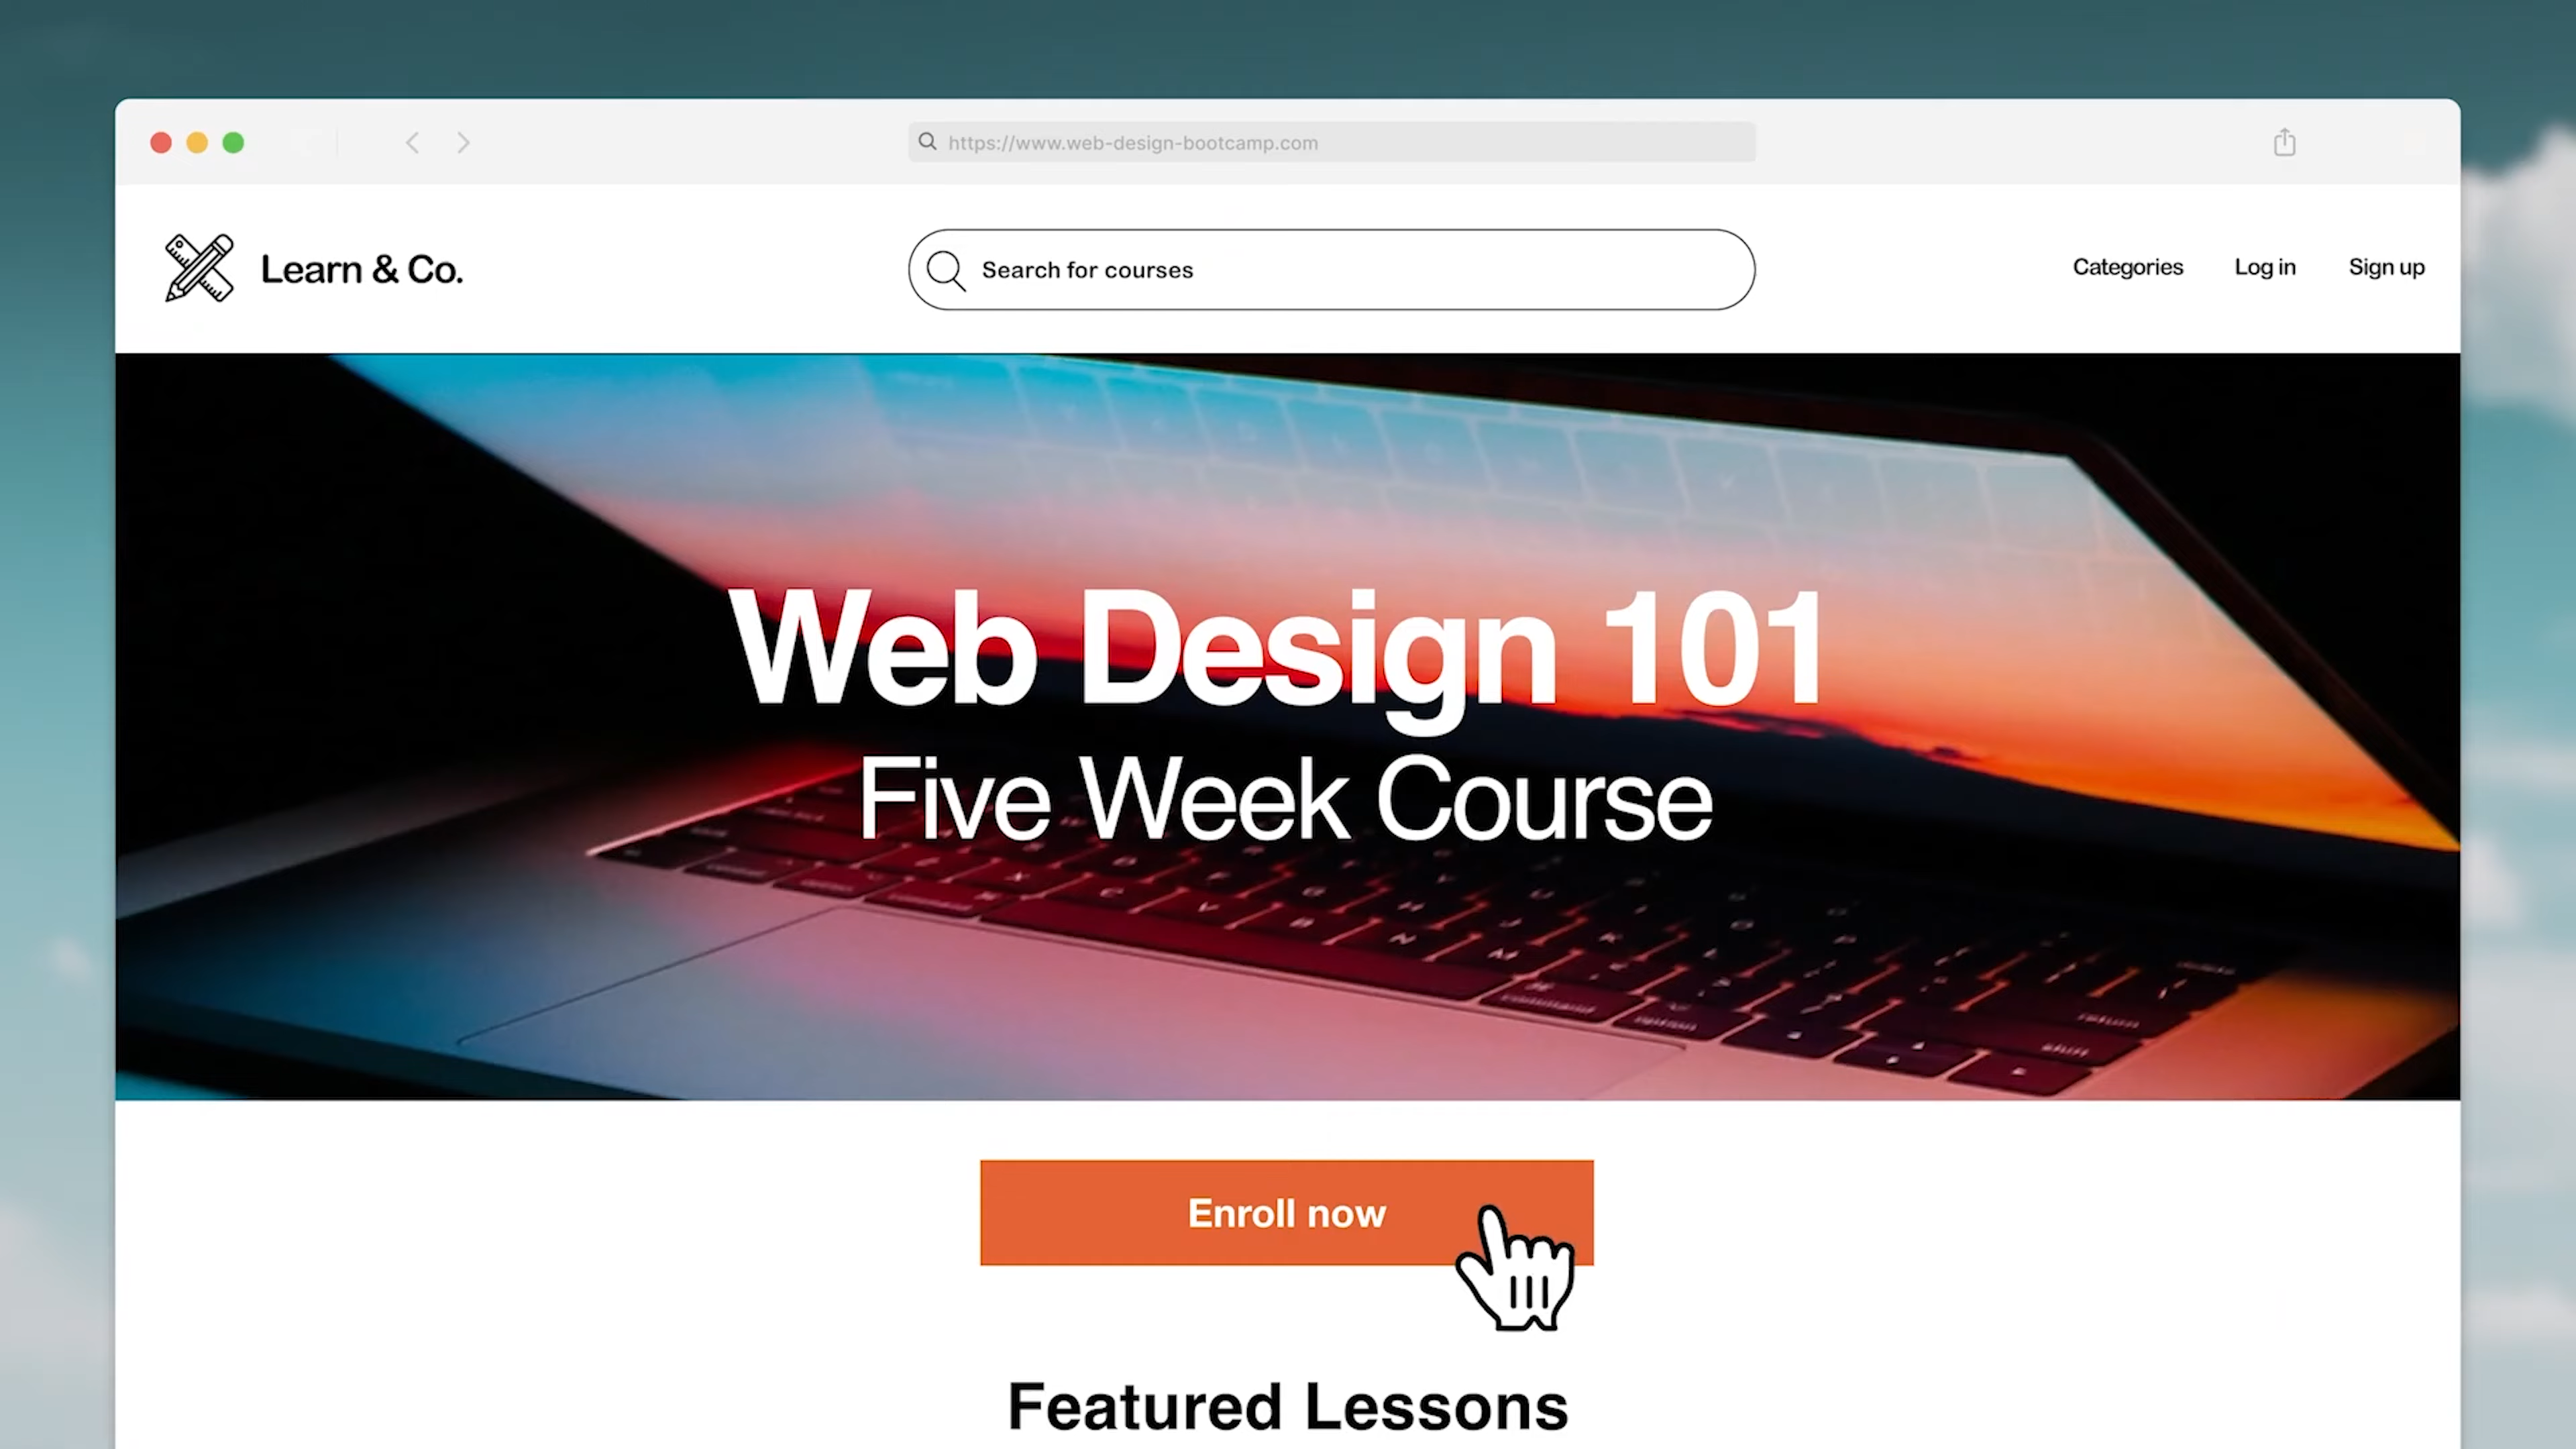 https://www.web-design-bootcamp.com
Learn & Co.
Search for courses
Categories
Log in
Sign up
Web Design 101
Five Week Course
Enroll now
Featured Lessons